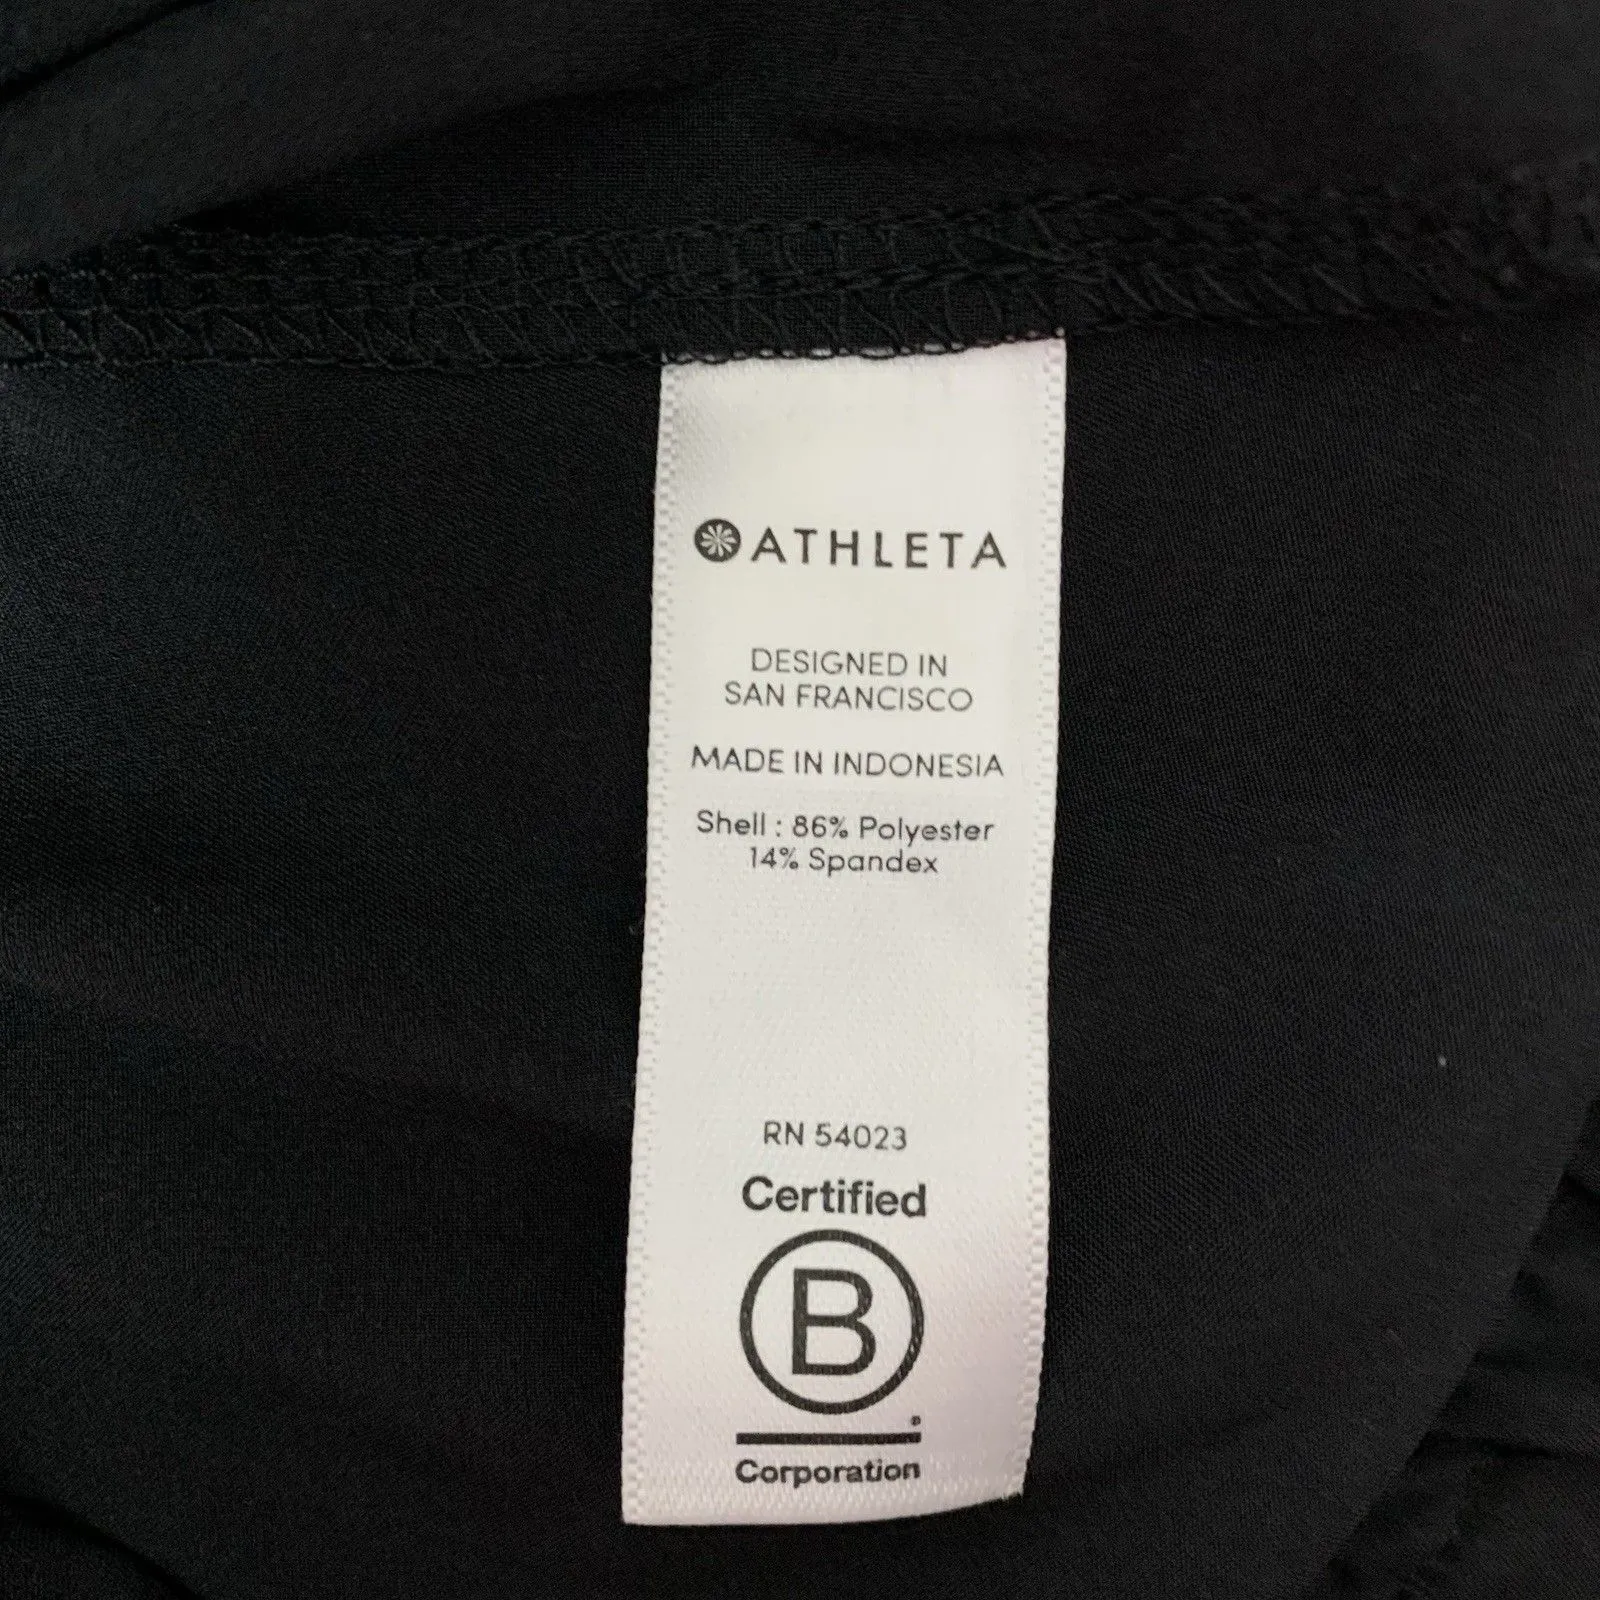 ATHLETA
DESIGNED IN
SAN FRANCISCO
MADE IN INDONESIA
Shell : 86% Polyester
14% Spandex
RN 54023
Certified
B
®
Corporation